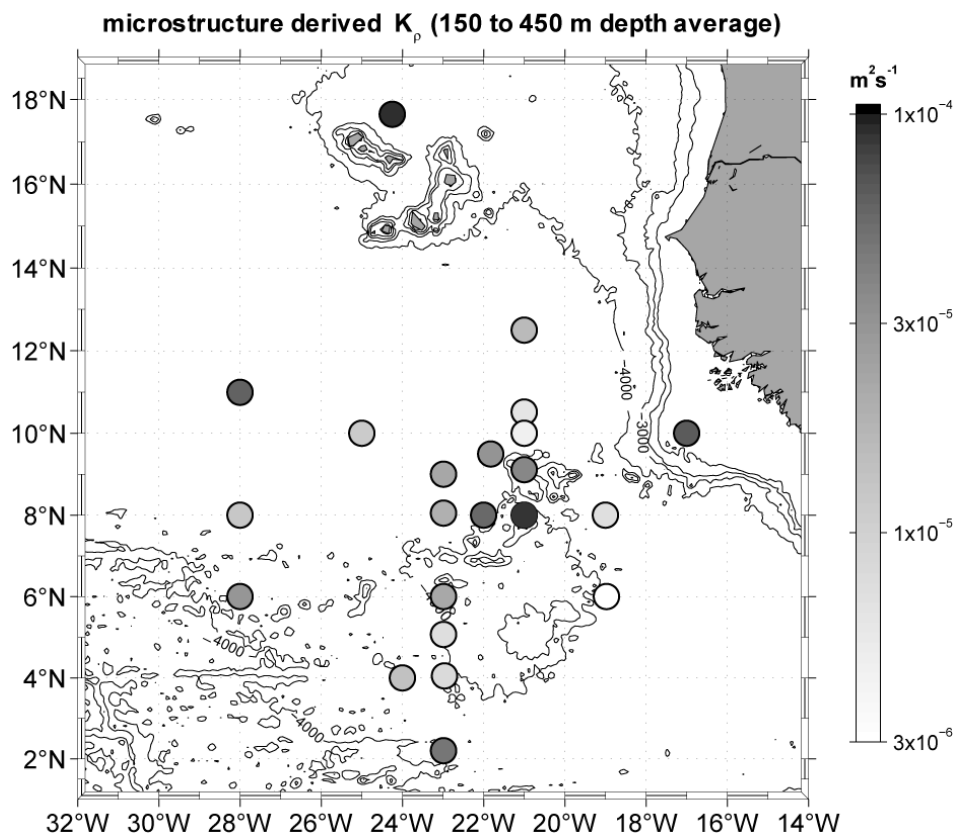 microstructure derived Kρ (150 to 450 m depth average)
m²s⁻¹
18°N
16°N
14°N
12°N
10°N
8°N
6°N
4°N
2°N
1x10⁻⁴
3x10⁻⁵
1x10⁻⁵
3x10⁻⁶
-4000
-3000
-4000
-4000
32°W 30°W 28°W 26°W 24°W 22°W 20°W 18°W 16°W 14°W